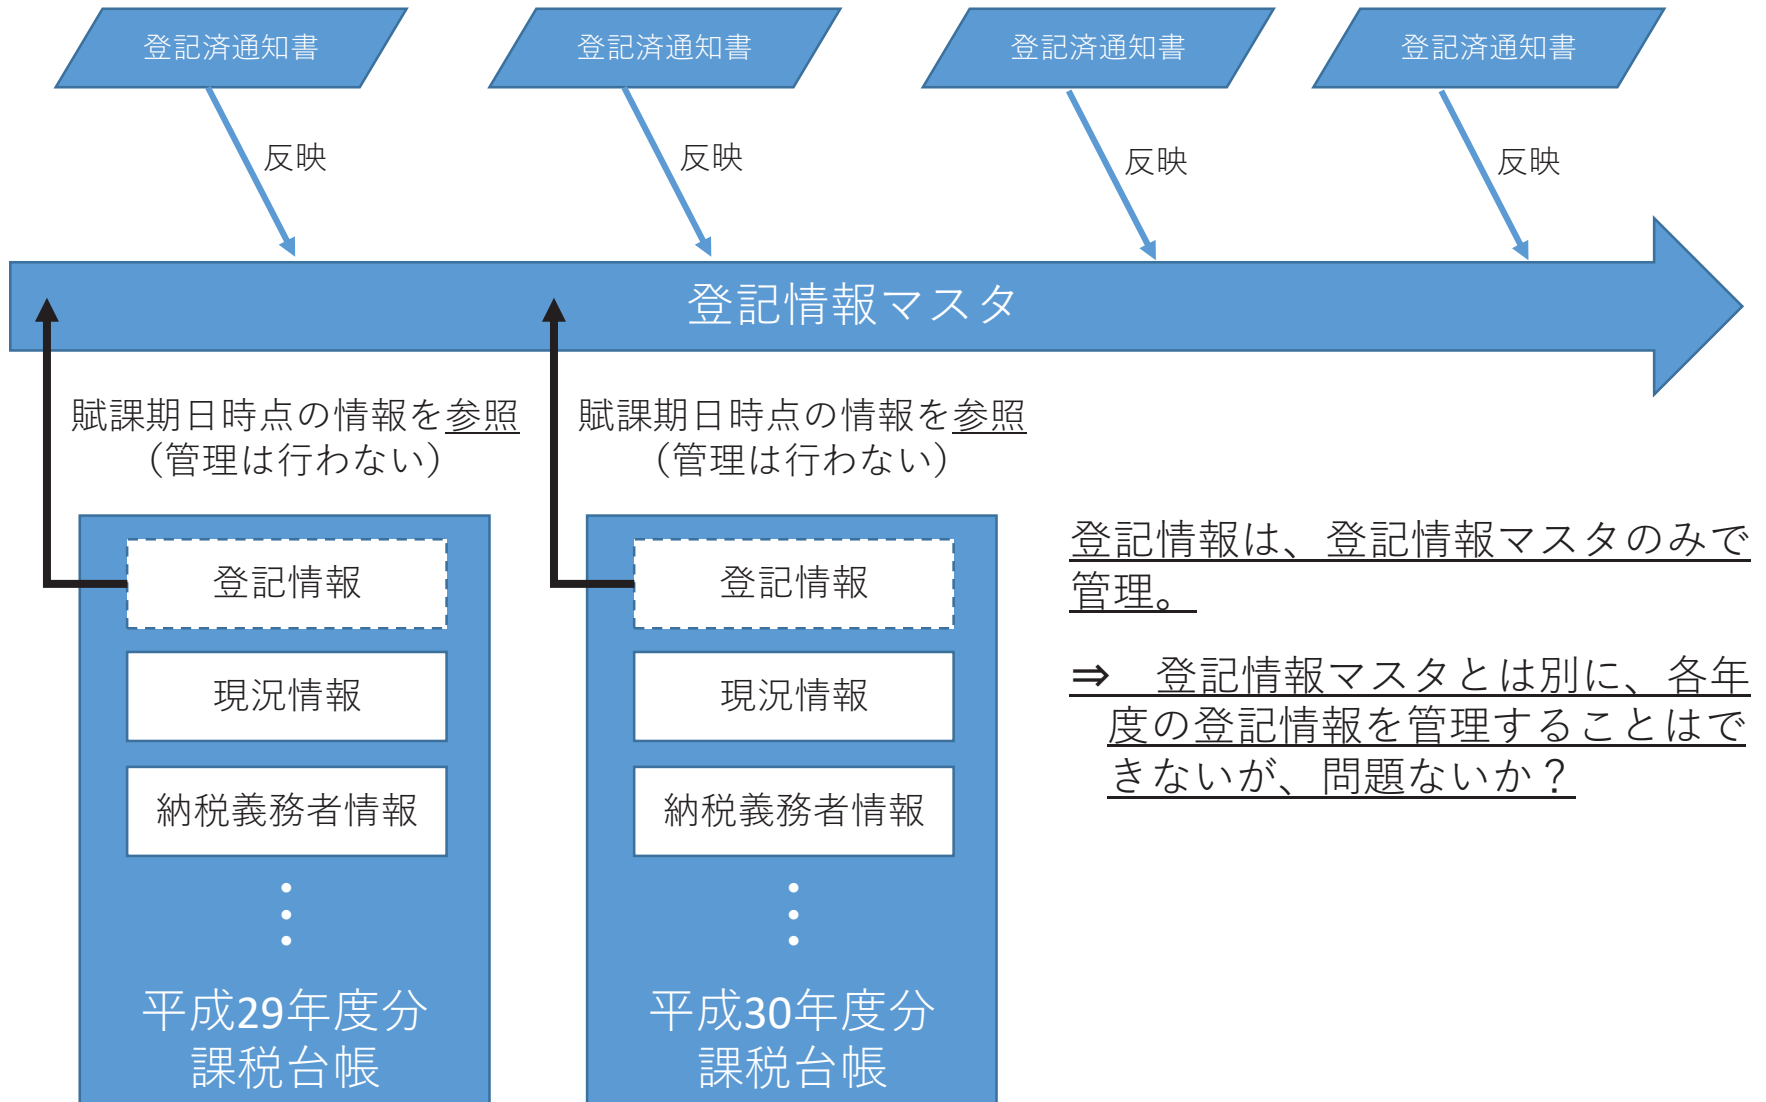 登記済通知書
登記済通知書
登記済通知書
登記済通知書
反映
反映
反映
反映
登記情報マスタ
賦課期日時点の情報を参照
（管理は行わない）
賦課期日時点の情報を参照
（管理は行わない）
登記情報
現況情報
納税義務者情報
平成29年度分
課税台帳
登記情報
現況情報
納税義務者情報
平成30年度分
課税台帳
登記情報は、登記情報マスタのみで
管理。
⇒　登記情報マスタとは別に、各年
度の登記情報を管理することはで
きないが、問題ないか？